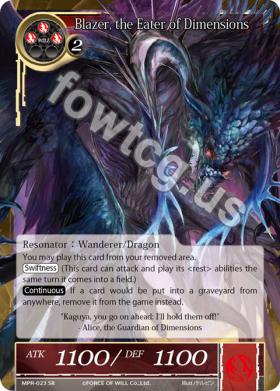 Blazer, the Eater of Dimensions
WILL
2
fowtcg.us
Resonator : Wanderer/Dragon
You may play this card from your removed area.
Swiftness (This card can attack and play its <rest> abilities the
same turn it comes into a field.)
Continuous If a card would be put into a graveyard from
anywhere, remove it from the game instead.
"Kaguya, you go on ahead; I'll hold them off!"
- Alice, the Guardian of Dimensions
ATK 1100/ DEF 1100
MPR-023 SR ©FORCE OF WILL Co.,Ltd. Illust/